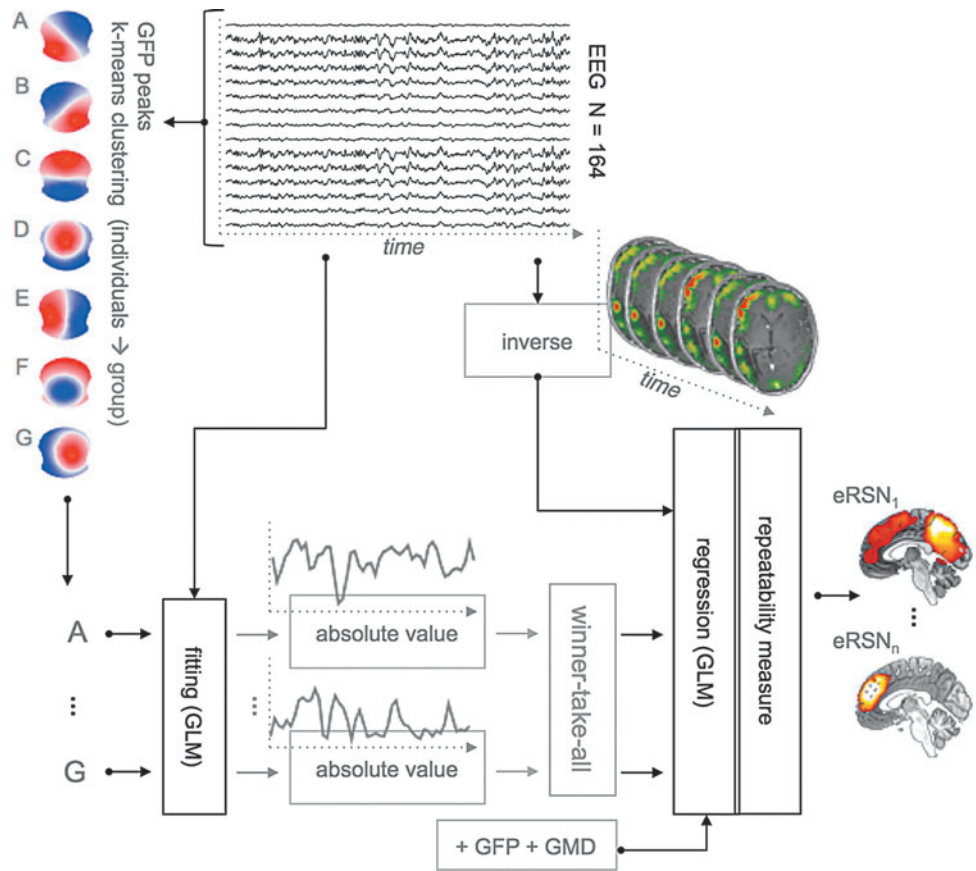 A
B
C
D
E
F
G
GFP peaks
k-means clustering (individuals → group)
EEG N = 164
time
inverse
time
A
...
G
fitting (GLM)
absolute value
...
absolute value
winner-take-all
+ GFP + GMD
regression (GLM)
repeatability measure
eRSN1
...
eRSNn